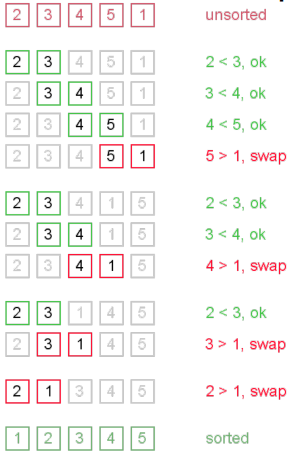 2 3 4 5 1 unsorted
2 3 4 5 1 2 < 3, ok
2 3 4 5 1 3 < 4, ok
2 3 4 5 1 4 < 5, ok
2 3 4 5 1 5 > 1, swap
2 3 4 1 5 2 < 3, ok
2 3 4 1 5 3 < 4, ok
2 3 4 1 5 4 > 1, swap
2 3 1 4 5 2 < 3, ok
2 3 1 4 5 3 > 1, swap
2 1 3 4 5 2 > 1, swap
1 2 3 4 5 sorted